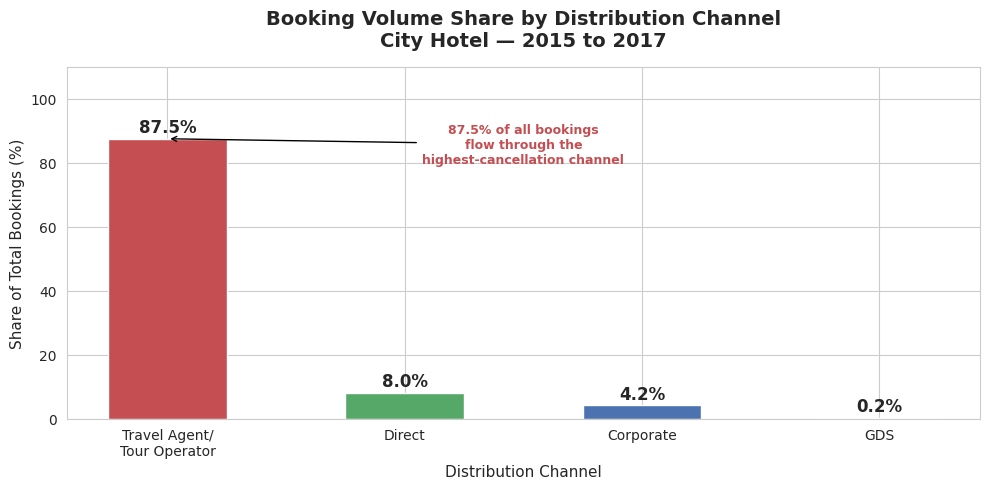 Booking Volume Share by Distribution Channel
City Hotel — 2015 to 2017
Share of Total Bookings (%)
100
80
60
40
20
0
87.5%
87.5% of all bookings
flow through the
highest-cancellation channel
8.0%
4.2%
0.2%
Travel Agent/
Tour Operator
Direct
Corporate
GDS
Distribution Channel